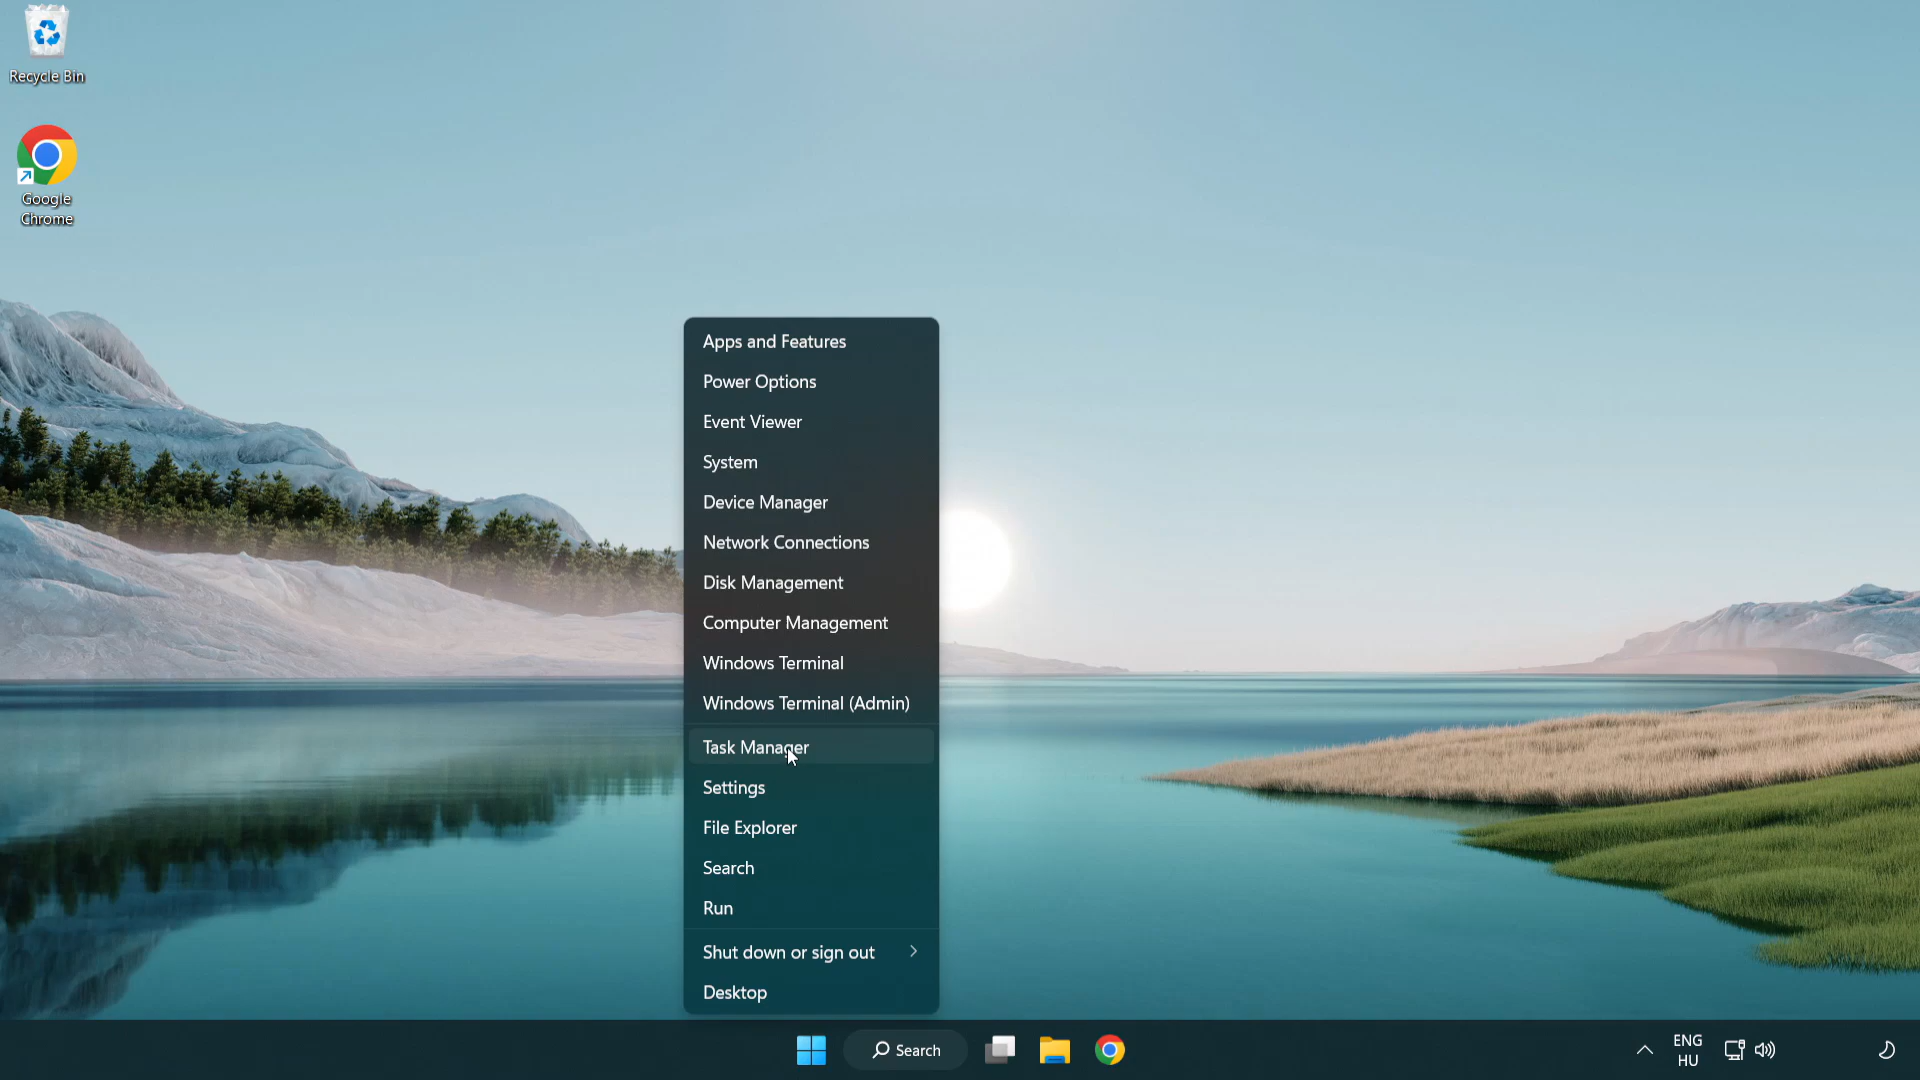 Recycle Bin
Google
Chrome
Apps and Features
Power Options
Event Viewer
System
Device Manager
Network Connections
Disk Management
Computer Management
Windows Terminal
Windows Terminal (Admin)
Task Manager
Settings
File Explorer
Search
Run
Shut down or sign out
Desktop
Search
ENG
HU